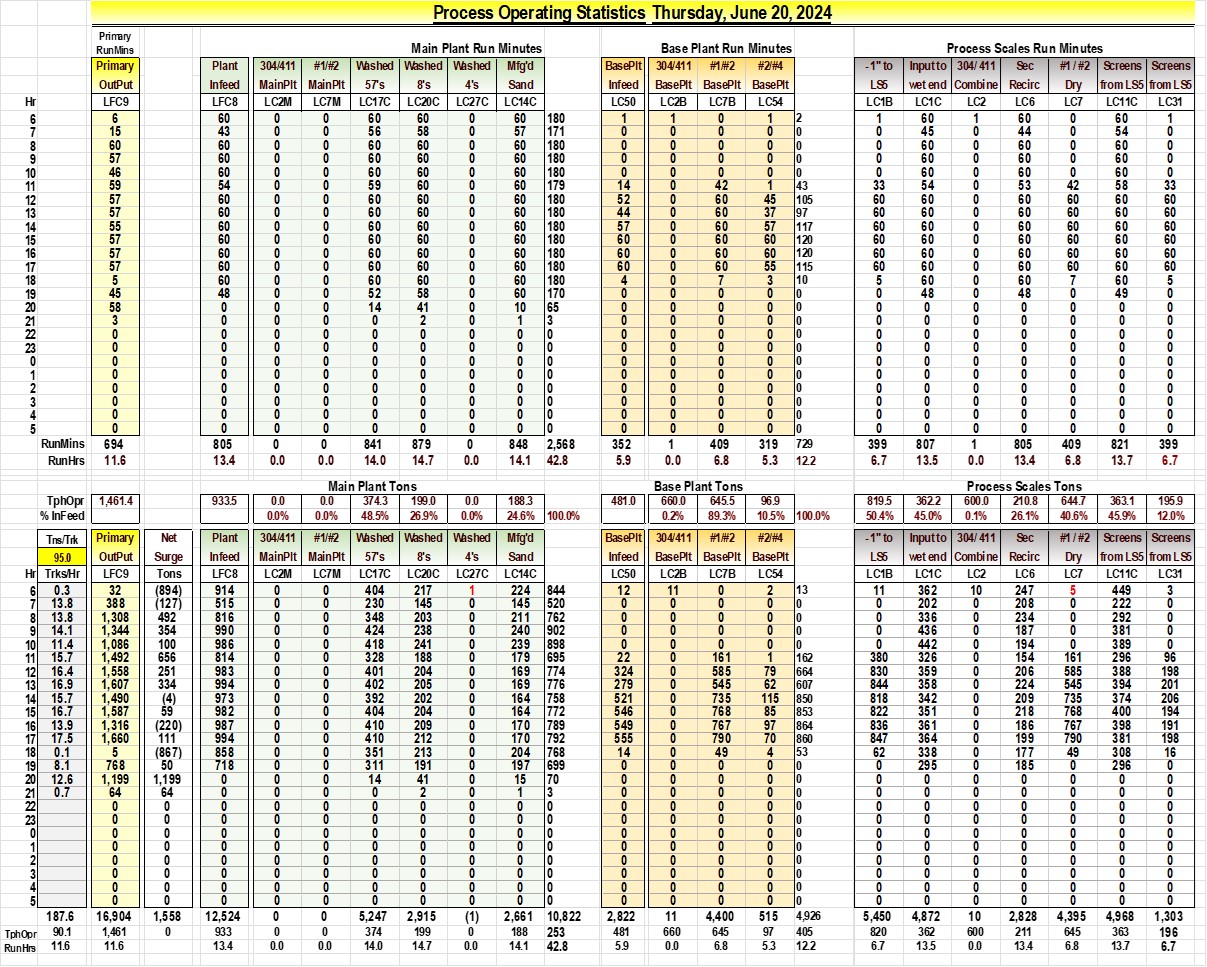 Process Operating Statistics Thursday, June 20, 2024
Primary
RunMins Main Plant Run Minutes Base Plant Run Minutes Process Scales Run Minutes
Primary Plant 304/411 #1/#2 Washed Washed Washed Mfg'd BasePlt 304/411 #1/#2 #2/#4 -1" to Input to 304/ 411 Sec #1 / #2 Screens Screens
OutPut Infeed MainPlt MainPlt 57's 8's 4's Sand Infeed BasePlt BasePlt BasePlt LS5 wet end Combine Recirc Dry from LS5 from LS5
Hr LFC9 LFC8 LC2M LC7M LC17C LC20C LC27C LC14C LC50 LC2B LC7B LC54 LC1B LC1C LC2 LC6 LC7 LC11C LC31
6 6 60 0 0 60 60 0 60 180 1 1 0 1 2 1 60 1 60 0 60 1
7 15 43 0 0 56 58 0 57 171 0 0 0 0 0 0 45 0 44 0 54 0
8 60 60 0 0 60 60 0 60 180 0 0 0 0 0 0 60 0 60 0 60 0
9 57 60 0 0 60 60 0 60 180 0 0 0 0 0 0 60 0 60 0 60 0
10 46 60 0 0 60 60 0 60 180 0 0 0 0 0 0 60 0 60 0 60 0
11 59 54 0 0 59 60 0 60 179 14 0 42 1 43 33 54 0 53 42 58 33
12 57 60 0 0 60 60 0 60 180 52 0 60 45 105 60 60 0 60 60 60 60
13 57 60 0 0 60 60 0 60 180 44 0 60 37 97 60 60 0 60 60 60 60
14 55 60 0 0 60 60 0 60 180 57 0 60 57 117 60 60 0 60 60 60 60
15 57 60 0 0 60 60 0 60 180 60 0 60 60 120 60 60 0 60 60 60 60
16 57 60 0 0 60 60 0 60 180 60 0 60 60 120 60 60 0 60 60 60 60
17 57 60 0 0 60 60 0 60 180 60 0 60 55 115 60 60 0 60 60 60 60
18 5 60 0 0 60 60 0 60 180 4 0 7 3 10 5 60 0 60 7 60 5
19 45 48 0 0 52 58 0 60 170 0 0 0 0 0 0 48 0 48 0 49 0
20 58 0 0 0 14 41 0 10 65 0 0 0 0 0 0 0 0 0 0 0 0
21 3 0 0 0 0 2 0 1 3 0 0 0 0 0 0 0 0 0 0 0 0
22 0 0 0 0 0 0 0 0 0 0 0 0 0 0 0 0 0 0 0 0
23 0 0 0 0 0 0 0 0 0 0 0 0 0 0 0 0 0 0 0 0
0 0 0 0 0 0 0 0 0 0 0 0 0 0 0 0 0 0 0 0 0
1 0 0 0 0 0 0 0 0 0 0 0 0 0 0 0 0 0 0 0 0
2 0 0 0 0 0 0 0 0 0 0 0 0 0 0 0 0 0 0 0 0
3 0 0 0 0 0 0 0 0 0 0 0 0 0 0 0 0 0 0 0 0
4 0 0 0 0 0 0 0 0 0 0 0 0 0 0 0 0 0 0 0 0
5 0 0 0 0 0 0 0 0 0 0 0 0 0 0 0 0 0 0 0 0
RunMins 694 805 0 0 841 879 0 848 2,568 352 1 409 319 729 399 807 1 805 409 821 399
RunHrs 11.6 13.4 0.0 0.0 14.0 14.7 0.0 14.1 42.8 5.9 0.0 6.8 5.3 12.2 6.7 13.5 0.0 13.4 6.8 13.7 6.7
Main Plant Tons Base Plant Tons Process Scales Tons
TphOpr 1,461.4 933.5 0.0 0.0 374.3 199.0 0.0 188.3 481.0 660.0 645.5 96.9 819.5 362.2 600.0 210.8 644.7 363.1 195.9
% InFeed 0.0% 0.0% 48.5% 26.9% 0.0% 24.6% 100.0% 0.2% 89.3% 10.5% 100.0% 50.4% 45.0% 0.1% 26.1% 40.6% 45.9% 12.0%
Tns/Trk Primary Net Plant 304/411 #1/#2 Washed Washed Washed Mfg'd BasePlt 304/411 #1/#2 #2/#4 -1" to Input to 304/ 411 Sec #1 / #2 Screens Screens
95.0 OutPut Surge Infeed MainPlt MainPlt 57's 8's 4's Sand Infeed BasePlt BasePlt BasePlt LS5 wet end Combine Recirc Dry from LS5 from LS5
Hr Trks/Hr LFC9 Tons LFC8 LC2M LC7M LC17C LC20C LC27C LC14C LC50 LC2B LC7B LC54 LC1B LC1C LC2 LC6 LC7 LC11C LC31
6 0.3 32 (894) 914 0 0 404 217 1 224 844 12 11 0 2 13 11 362 10 247 5 449 3
7 13.8 388 (127) 515 0 0 230 145 0 145 520 0 0 0 0 0 0 202 0 208 0 222 0
8 13.8 1,308 492 816 0 0 348 203 0 211 762 0 0 0 0 0 0 336 0 234 0 292 0
9 14.1 1,344 354 990 0 0 424 238 0 240 902 0 0 0 0 0 0 436 0 187 0 381 0
10 11.4 1,086 100 986 0 0 418 241 0 239 898 0 0 0 0 0 0 442 0 194 0 389 0
11 15.7 1,492 656 814 0 0 328 188 0 179 695 22 0 161 1 162 380 326 0 154 161 296 96
12 16.4 1,558 251 983 0 0 401 204 0 169 774 324 0 585 79 664 830 359 0 206 585 388 198
13 16.9 1,607 334 994 0 0 402 205 0 169 776 279 0 545 62 607 844 358 0 224 545 394 201
14 15.7 1,490 (4) 973 0 0 392 202 0 164 758 521 0 735 115 850 818 342 0 209 735 374 206
15 16.7 1,587 59 982 0 0 404 204 0 164 772 546 0 768 85 853 822 351 0 218 768 400 194
16 13.9 1,316 (220) 987 0 0 410 209 0 170 789 549 0 767 97 864 836 361 0 186 767 398 191
17 17.5 1,660 111 994 0 0 410 212 0 170 792 555 0 790 70 860 847 364 0 199 790 381 198
18 0.1 5 (867) 858 0 0 351 213 0 204 768 14 0 49 4 53 62 338 0 177 49 308 16
19 8.1 768 50 718 0 0 311 191 0 197 699 0 0 0 0 0 0 295 0 185 0 296 0
20 12.6 1,199 1,199 0 0 0 14 41 0 15 70 0 0 0 0 0 0 0 0 0 0 0 0
21 0.7 64 64 0 0 0 0 2 0 1 3 0 0 0 0 0 0 0 0 0 0 0 0
22 0 0 0 0 0 0 0 0 0 0 0 0 0 0 0 0 0 0 0 0 0
23 0 0 0 0 0 0 0 0 0 0 0 0 0 0 0 0 0 0 0 0 0
0 0 0 0 0 0 0 0 0 0 0 0 0 0 0 0 0 0 0 0 0 0
1 0 0 0 0 0 0 0 0 0 0 0 0 0 0 0 0 0 0 0 0 0
2 0 0 0 0 0 0 0 0 0 0 0 0 0 0 0 0 0 0 0 0 0
3 0 0 0 0 0 0 0 0 0 0 0 0 0 0 0 0 0 0 0 0 0
4 0 0 0 0 0 0 0 0 0 0 0 0 0 0 0 0 0 0 0 0 0
5 0 0 0 0 0 0 0 0 0 0 0 0 0 0 0 0 0 0 0 0 0
187.6 16,904 1,558 12,524 0 0 5,247 2,915 (1) 2,661 10,822 2,822 11 4,400 515 4,926 5,450 4,872 10 2,828 4,395 4,968 1,303
TphOpr 90.1 1,461 0 933 0 0 374 199 0 188 253 481 660 645 97 405 820 362 600 211 645 363 196
RunHrs 11.6 11.6 13.4 0.0 0.0 14.0 14.7 0.0 14.1 42.8 5.9 0.0 6.8 5.3 12.2 6.7 13.5 0.0 13.4 6.8 13.7 6.7